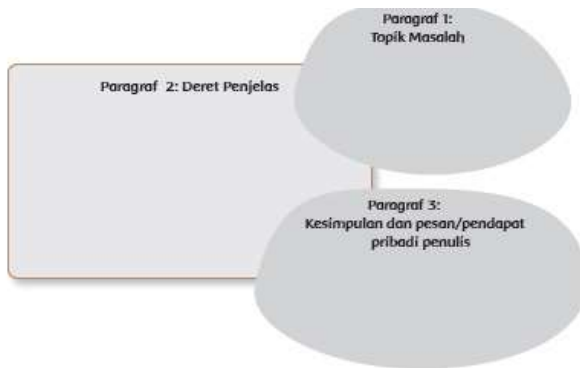 Paragraf 1:
Topik Masalah
Paragraf 2: Deret Penjelas
Paragraf 3:
Kesimpulan dan pesan/pendapat
pribadi penulis